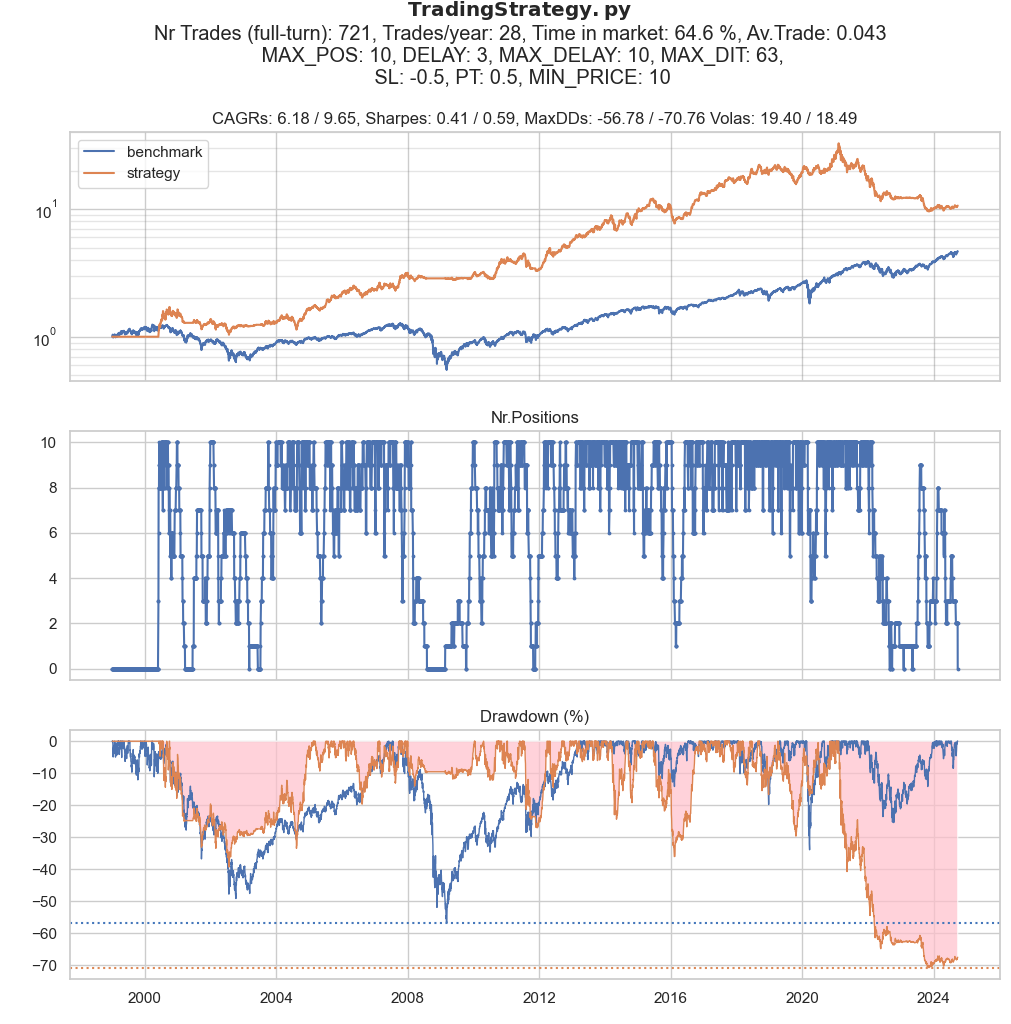 TradingStrategy. py
Nr Trades (full-turn): 721, Trades/year: 28, Time in market: 64.6 %, Av.Trade: 0.043
MAX_POS: 10, DELAY: 3, MAX_DELAY: 10, MAX_DIT: 63,
SL: -0.5, PT: 0.5, MIN_PRICE: 10
CAGRs: 6.18 / 9.65, Sharpes: 0.41 / 0.59, MaxDDs: -56.78 / -70.76 Volas: 19.40 / 18.49
benchmark
strategy
10¹
10⁰
Nr.Positions
10
8
6
4
2
0
Drawdown (%)
0
−10
−20
−30
−40
−50
−60
−70
2000 2004 2008 2012 2016 2020 2024